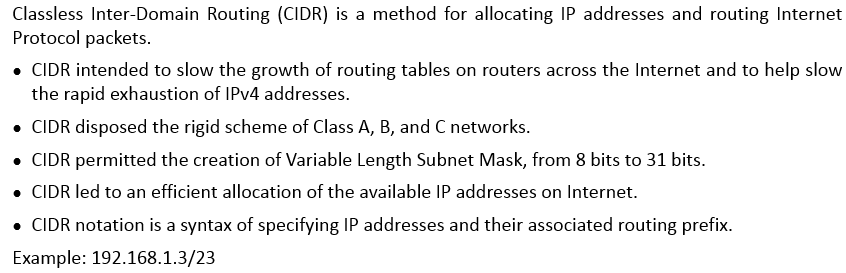 Classless Inter-Domain Routing (CIDR) is a method for allocating IP addresses and routing Internet
Protocol packets.
• CIDR intended to slow the growth of routing tables on routers across the Internet and to help slow
the rapid exhaustion of IPv4 addresses.
• CIDR disposed the rigid scheme of Class A, B, and C networks.
• CIDR permitted the creation of Variable Length Subnet Mask, from 8 bits to 31 bits.
• CIDR led to an efficient allocation of the available IP addresses on Internet.
• CIDR notation is a syntax of specifying IP addresses and their associated routing prefix.
Example: 192.168.1.3/23